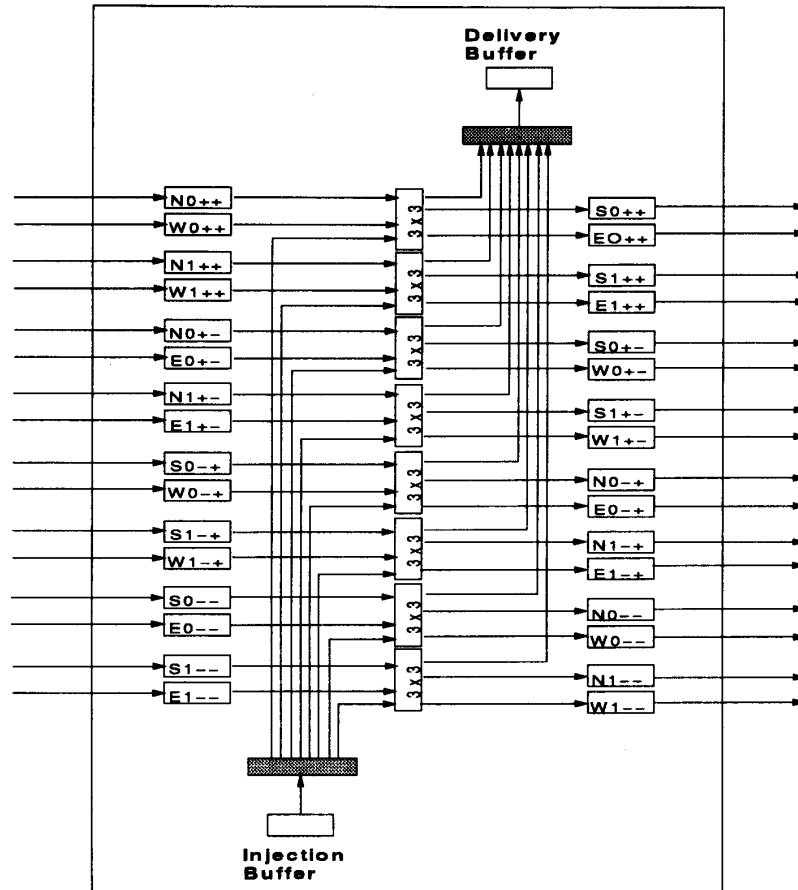 Delivery
Buffer
N0++
W0++
N1++
W1++
N0+-
E0+-
N1+-
E1+-
S0-+
W0-+
S1-+
W1-+
S0--
E0--
S1--
E1--
3x3
3x3
3x3
3x3
3x3
3x3
3x3
3x3
S0++
EO++
S1++
E1++
S0+-
W0+-
S1+-
W1+-
N0-+
E0-+
N1-+
E1-+
N0--
W0--
N1--
W1--
Injection
Buffer